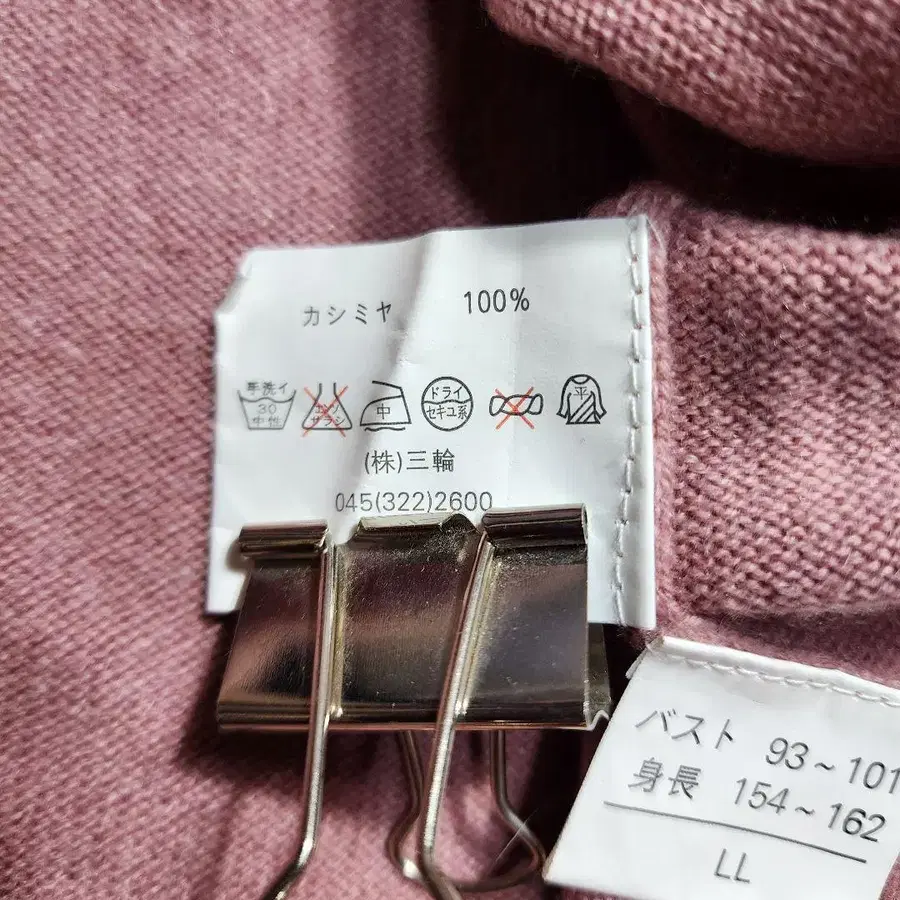 カシミヤ 100%
手洗イ 30 中性
エンソ サラシ
中
ドライ セキユ系
平
(株)三輪
045(322)2600
バスト 93~101
身長 154~162
LL